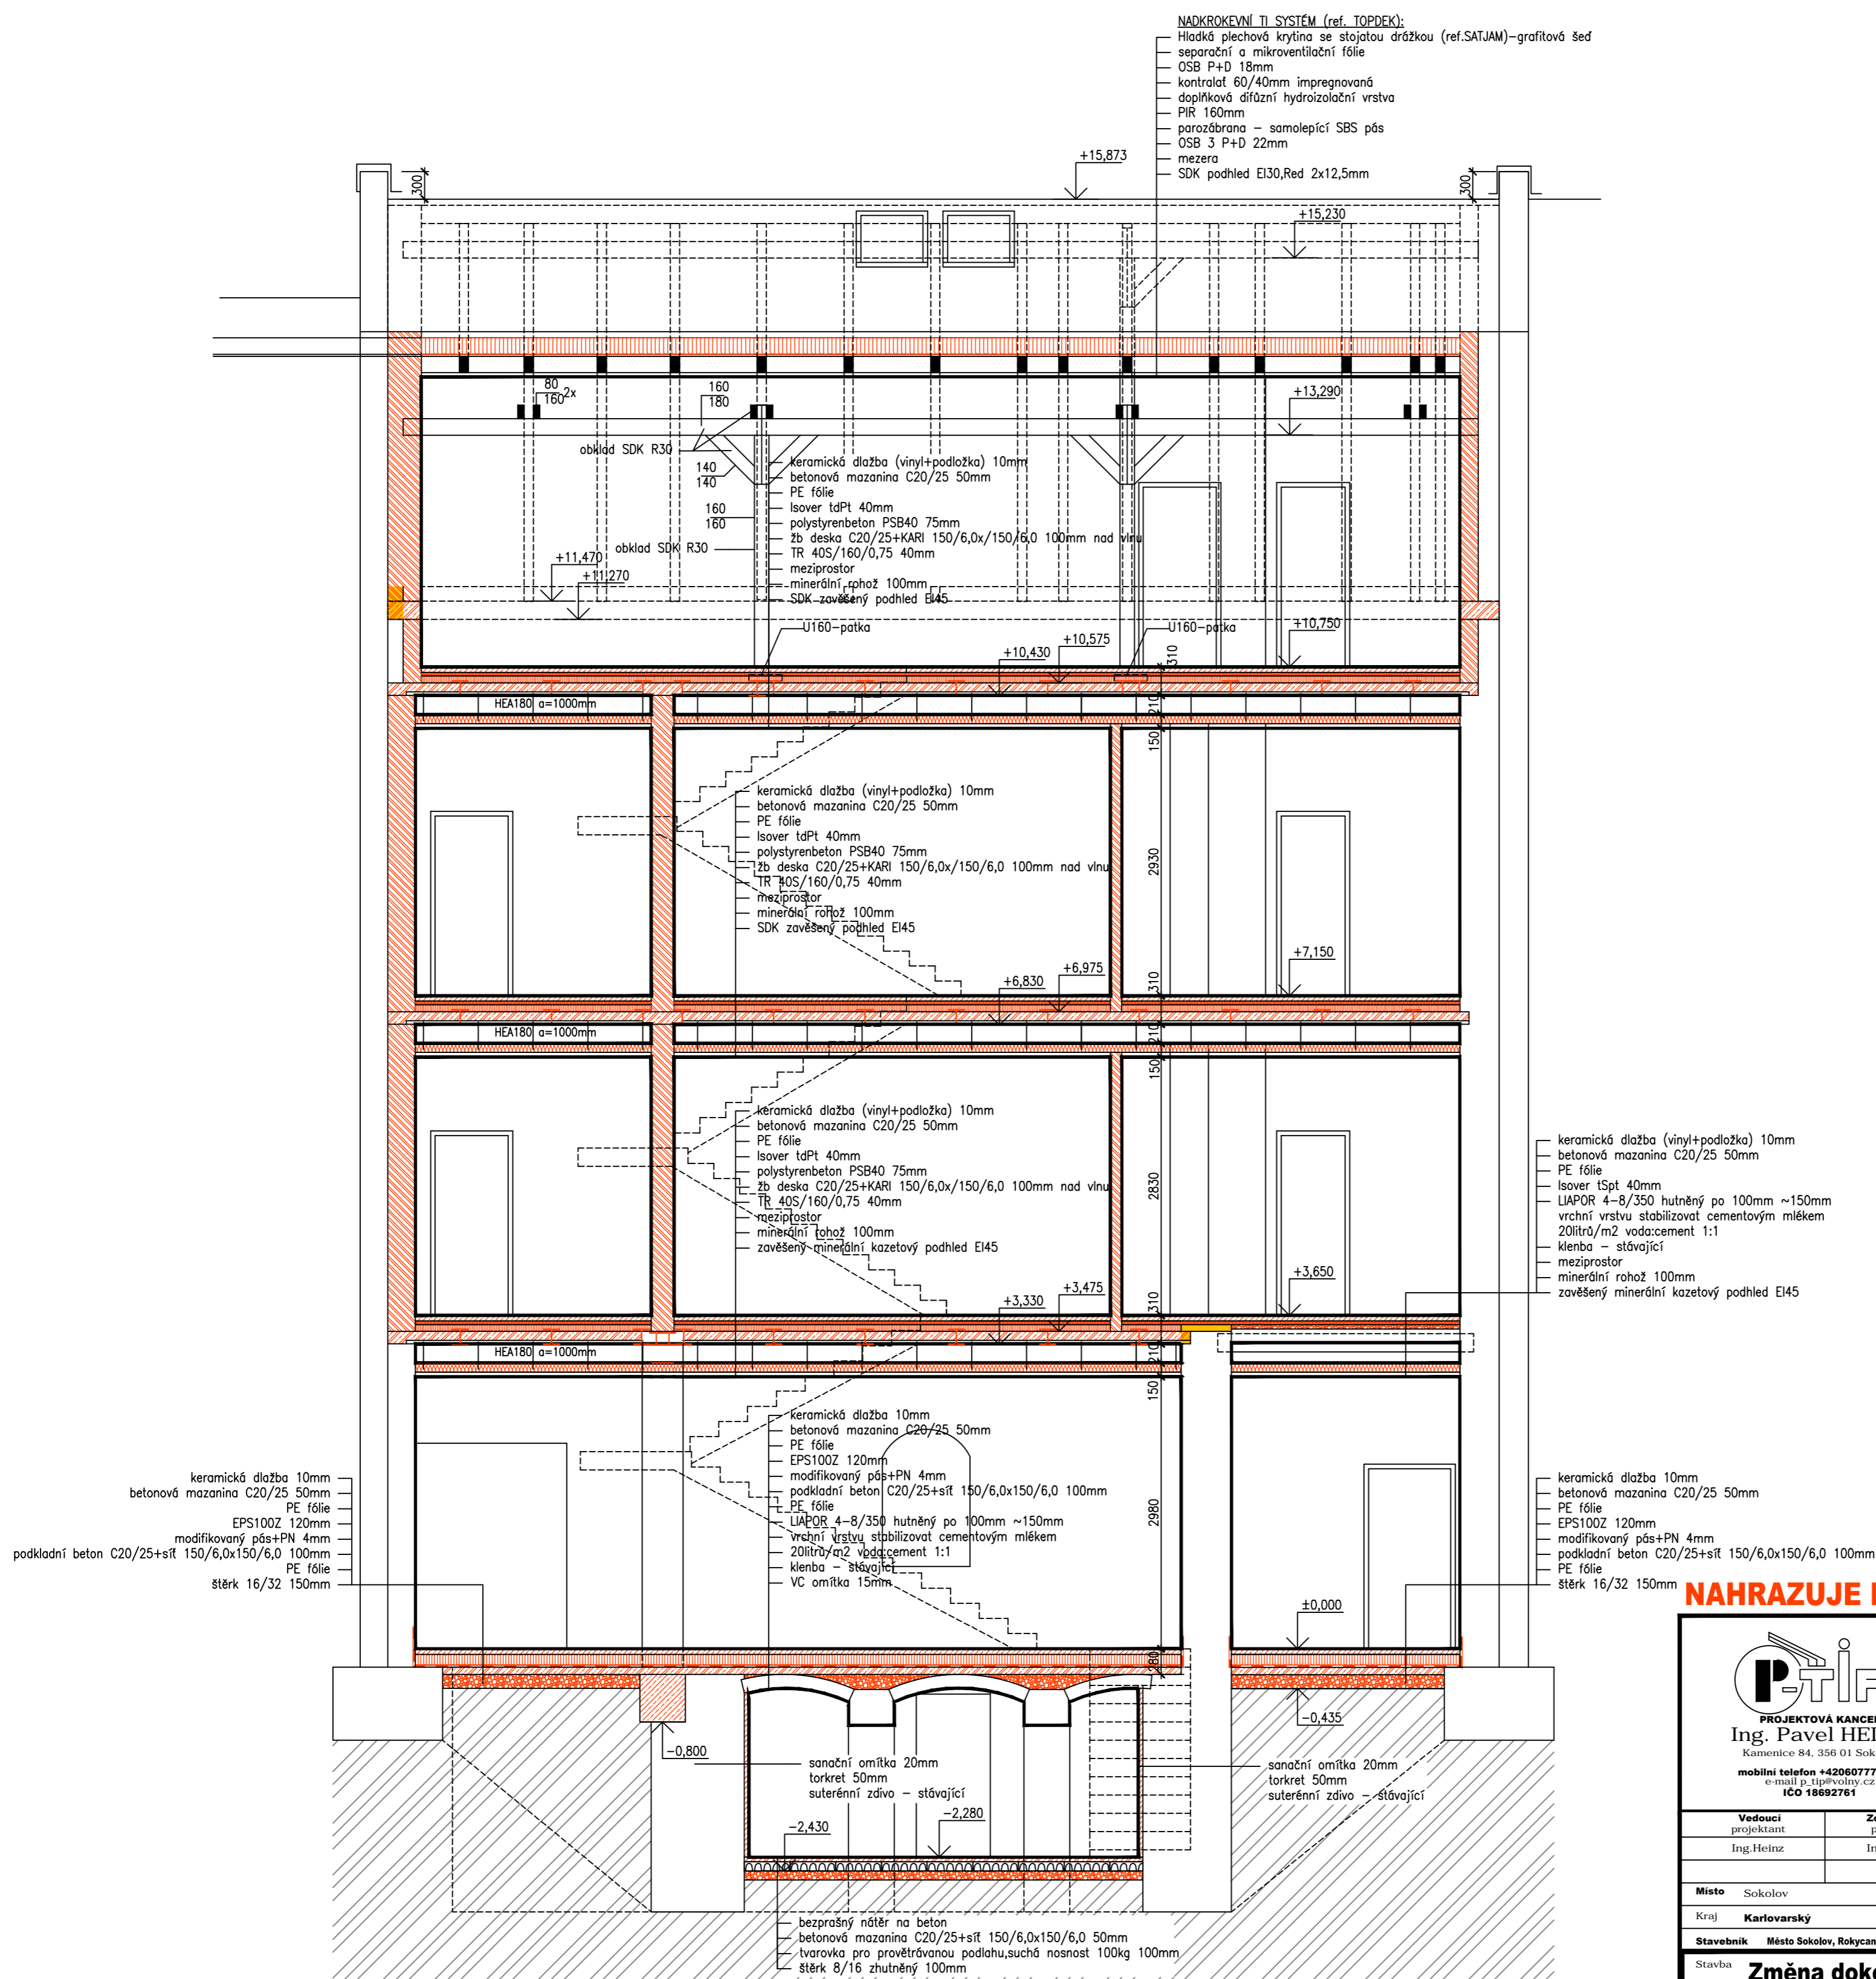 NADKROKEVNÍ TI SYSTÉM (ref. TOPDEK):
Hladká plechová krytina se stojatou drážkou (ref.SATJAM)-grafitová šeď
separační a mikroventilační fólie
OSB P+D 18mm
kontralať 60/40mm impregnovaná
doplňková difúzní hydroizolační vrstva
PIR 160mm
parozábrana - samolepící SBS pás
OSB 3 P+D 22mm
mezera
SDK podhled EI30,Red 2x12,5mm
+15,873
300
300
+15,230
80
160
2x
160
180
+13,290
obklad SDK R30
140
140
160
160
obklad SDK R30
keramická dlažba (vinyl+podložka) 10mm
betonová mazanina C20/25 50mm
PE fólie
Isover tdPt 40mm
polystyrenbeton PSB40 75mm
žb deska C20/25+KARI 150/6,0x/150/6,0 100mm nad vlnu
TR 40S/160/0,75 40mm
meziprostor
minerální rohož 100mm
SDK zavěšený podhled EI45
+11,470
+11,270
U160-patka
U160-patka
+10,750
+10,575
+10,430
310
HEA180 a=1000mm
210
150
keramická dlažba (vinyl+podložka) 10mm
betonová mazanina C20/25 50mm
PE fólie
Isover tdPt 40mm
polystyrenbeton PSB40 75mm
žb deska C20/25+KARI 150/6,0x/150/6,0 100mm nad vlnu
TR 40S/160/0,75 40mm
meziprostor
minerální rohož 100mm
SDK zavěšený podhled EI45
2930
+7,150
+6,975
+6,830
310
HEA180 a=1000mm
210
150
keramická dlažba (vinyl+podložka) 10mm
betonová mazanina C20/25 50mm
PE fólie
Isover tdPt 40mm
polystyrenbeton PSB40 75mm
žb deska C20/25+KARI 150/6,0x/150/6,0 100mm nad vlnu
TR 40S/160/0,75 40mm
meziprostor
minerální rohož 100mm
zavěšený minerální kazetový podhled EI45
2830
keramická dlažba (vinyl+podložka) 10mm
betonová mazanina C20/25 50mm
PE fólie
Isover tSpt 40mm
LIAPOR 4-8/350 hutněný po 100mm ~150mm
vrchní vrstvu stabilizovat cementovým mlékem
20litrů/m2 voda:cement 1:1
klenba - stávající
meziprostor
minerální rohož 100mm
zavěšený minerální kazetový podhled EI45
+3,650
+3,475
+3,330
310
HEA180 a=1000mm
210
150
keramická dlažba 10mm
betonová mazanina C20/25 50mm
PE fólie
EPS100Z 120mm
modifikovaný pás+PN 4mm
podkladní beton C20/25+síť 150/6,0x150/6,0 100mm
PE fólie
LIAPOR 4-8/350 hutněný po 100mm ~150mm
vrchní vrstvu stabilizovat cementovým mlékem
20litrů/m2 voda:cement 1:1
klenba - stávající
VC omítka 15mm
2980
keramická dlažba 10mm
betonová mazanina C20/25 50mm
PE fólie
EPS100Z 120mm
modifikovaný pás+PN 4mm
podkladní beton C20/25+síť 150/6,0x150/6,0 100mm
PE fólie
štěrk 16/32 150mm
keramická dlažba 10mm
betonová mazanina C20/25 50mm
PE fólie
EPS100Z 120mm
modifikovaný pás+PN 4mm
podkladní beton C20/25+síť 150/6,0x150/6,0 100mm
PE fólie
štěrk 16/32 150mm
±0,000
280
-0,435
-0,800
sanační omítka 20mm
torkret 50mm
suterénní zdivo - stávající
sanační omítka 20mm
torkret 50mm
suterénní zdivo - stávající
-2,280
-2,430
bezprašný nátěr na beton
betonová mazanina C20/25+síť 150/6,0x150/6,0 50mm
tvarovka pro provětrávanou podlahu,suchá nosnost 100kg 100mm
štěrk 8/16 zhutněný 100mm
NAHRAZUJE
P-TIP
PROJEKTOVÁ KANCEL
Ing. Pavel HEI
Kamenice 84, 356 01 Sok
mobilní telefon +42060777
e-mail p_tip@volny.cz
IČO 18692761
Vedoucí
projektant
Ing.Heinz
Místo Sokolov
Kraj Karlovarský
Stavebník Město Sokolov, Rokycan
Stavba Změna dok